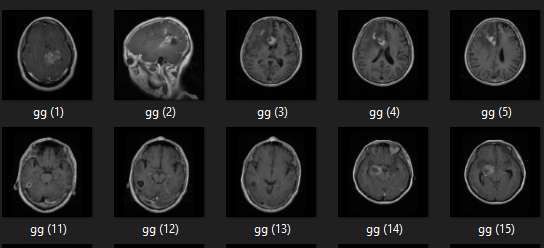 gg (1) gg (2) gg (3) gg (4) gg (5)
gg (11) gg (12) gg (13) gg (14) gg (15)